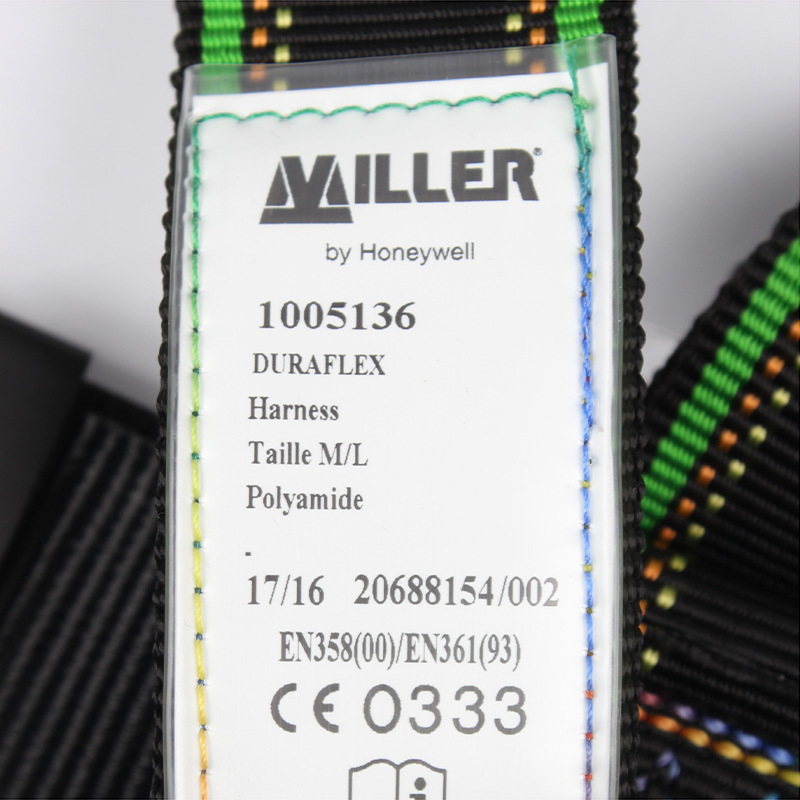 MILLER®
by Honeywell
1005136
DURAFLEX
Harness
Taille M/L
Polyamide
-
17/16 20688154/002
EN358(00)/EN361(93)
CE 0333
i